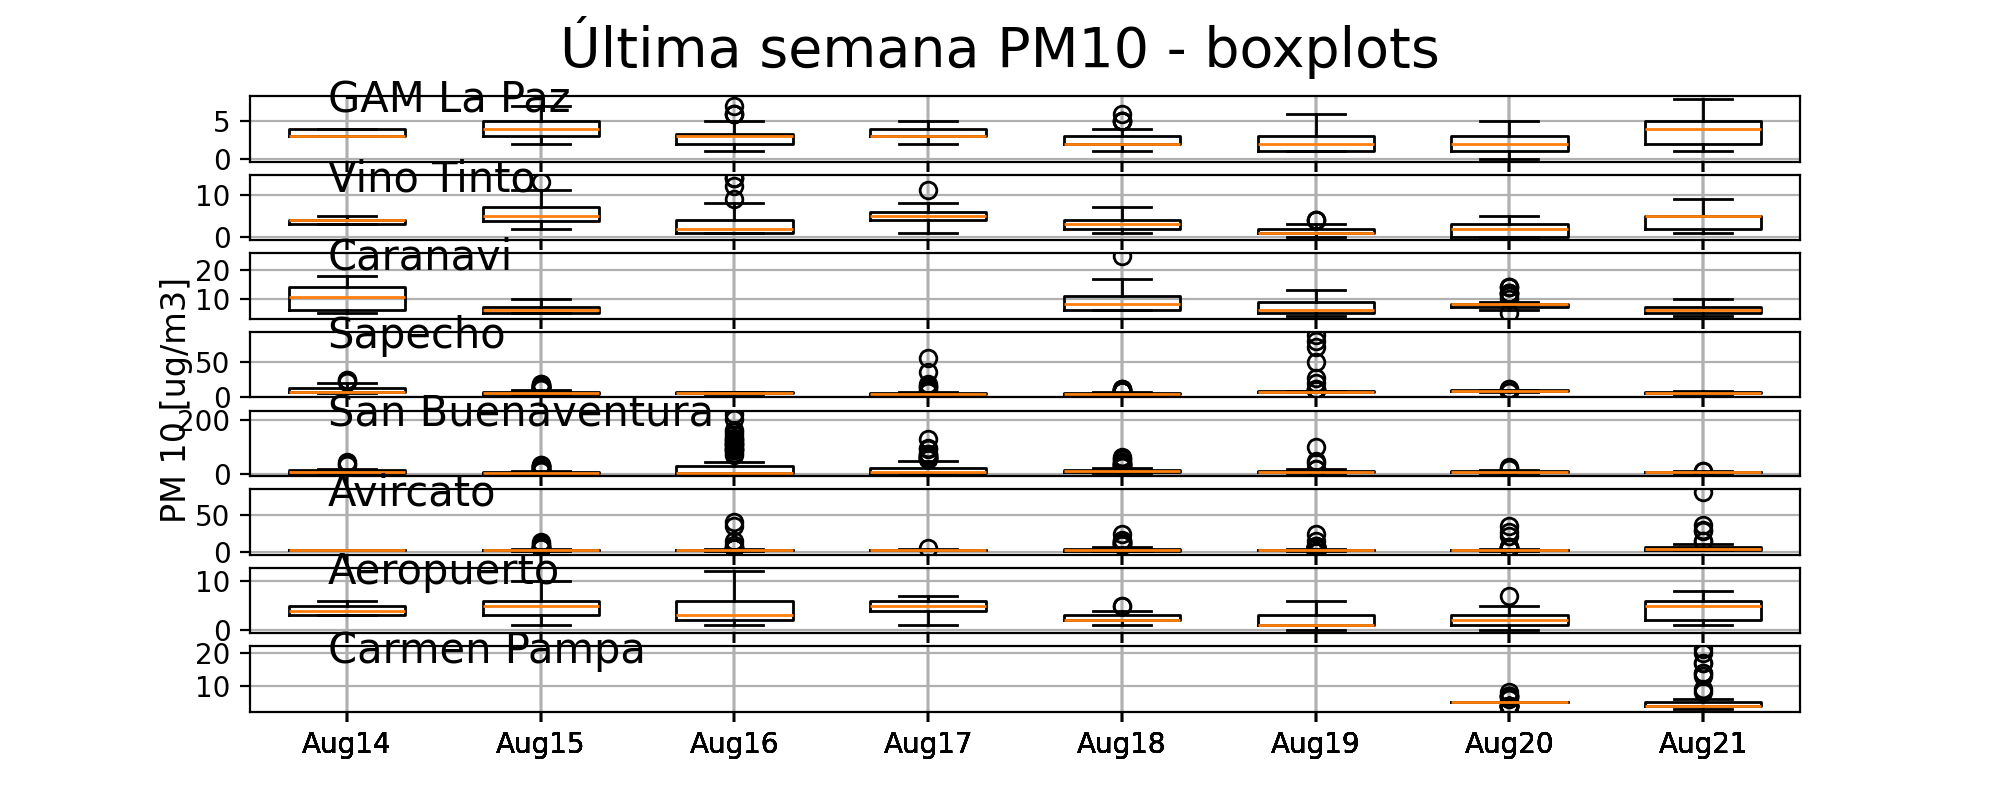 Última semana PM10 - boxplots
PM 10 [ug/m3]
GAM La Paz
5
0
Vino Tinto
10
0
Caranavi
20
10
Sapecho
50
0
San Buenaventura
200
0
Avircato
50
0
Aeropuerto
10
0
Carmen Pampa
20
10
Aug14 Aug15 Aug16 Aug17 Aug18 Aug19 Aug20 Aug21